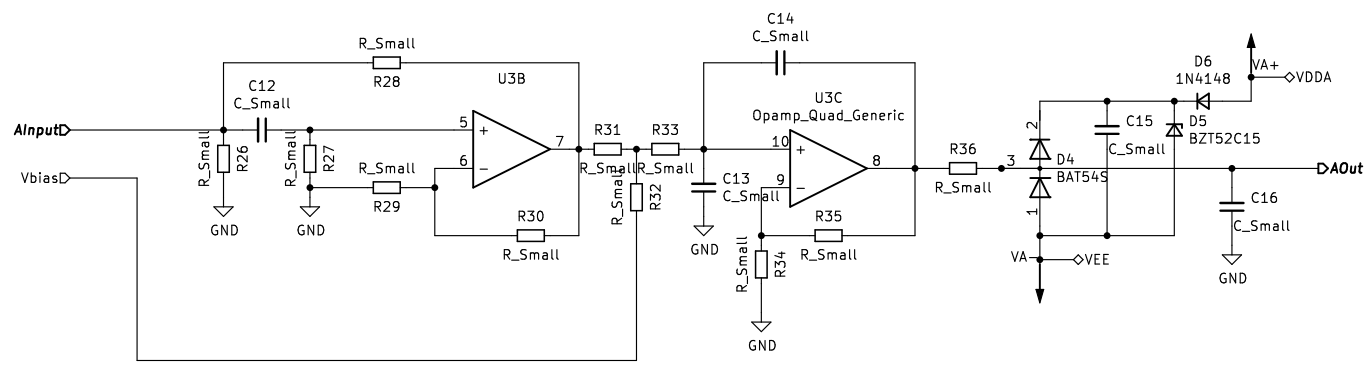 C14
C_Small
R_Small
R28
U3B
D6
1N4148
VA+
VDDA
C12
C_Small
U3C
Opamp_Quad_Generic
AInput
R_Small
R26
R_Small
R27
5
+
6
−
7
R31
R_Small
R33
R_Small
10
+
9
−
8
C15
C_Small
D5
BZT52C15
2
3
1
D4
BAT54S
R36
R_Small
AOut
Vbias
R_Small
R29
R_Small
R32
C13
C_Small
C16
C_Small
GND
GND
R30
R_Small
GND
R35
R_Small
R_Small
R34
VA−
VEE
GND
GND